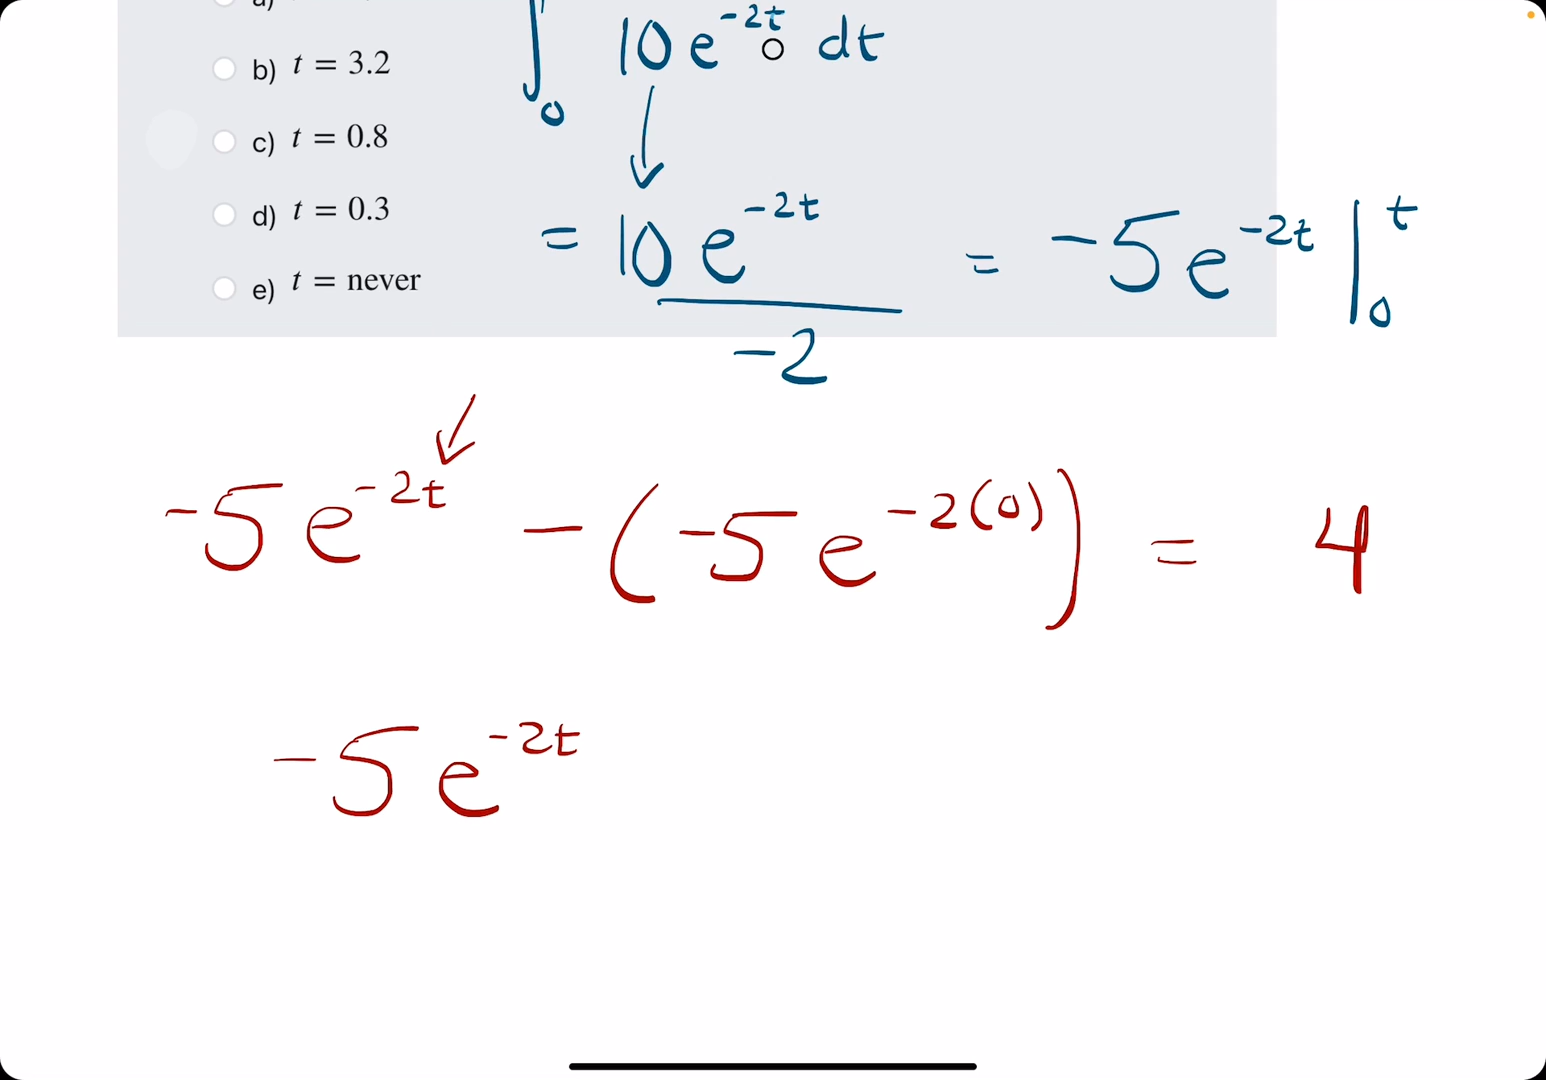 ∫₀ 10e^{-2t} dt
b) t = 3.2
c) t = 0.8
d) t = 0.3
e) t = never
= 10e^{-2t} / -2 = -5e^{-2t} |₀ᵗ
-5e^{-2t} - (-5e^{-2(0)}) = 4
-5e^{-2t}